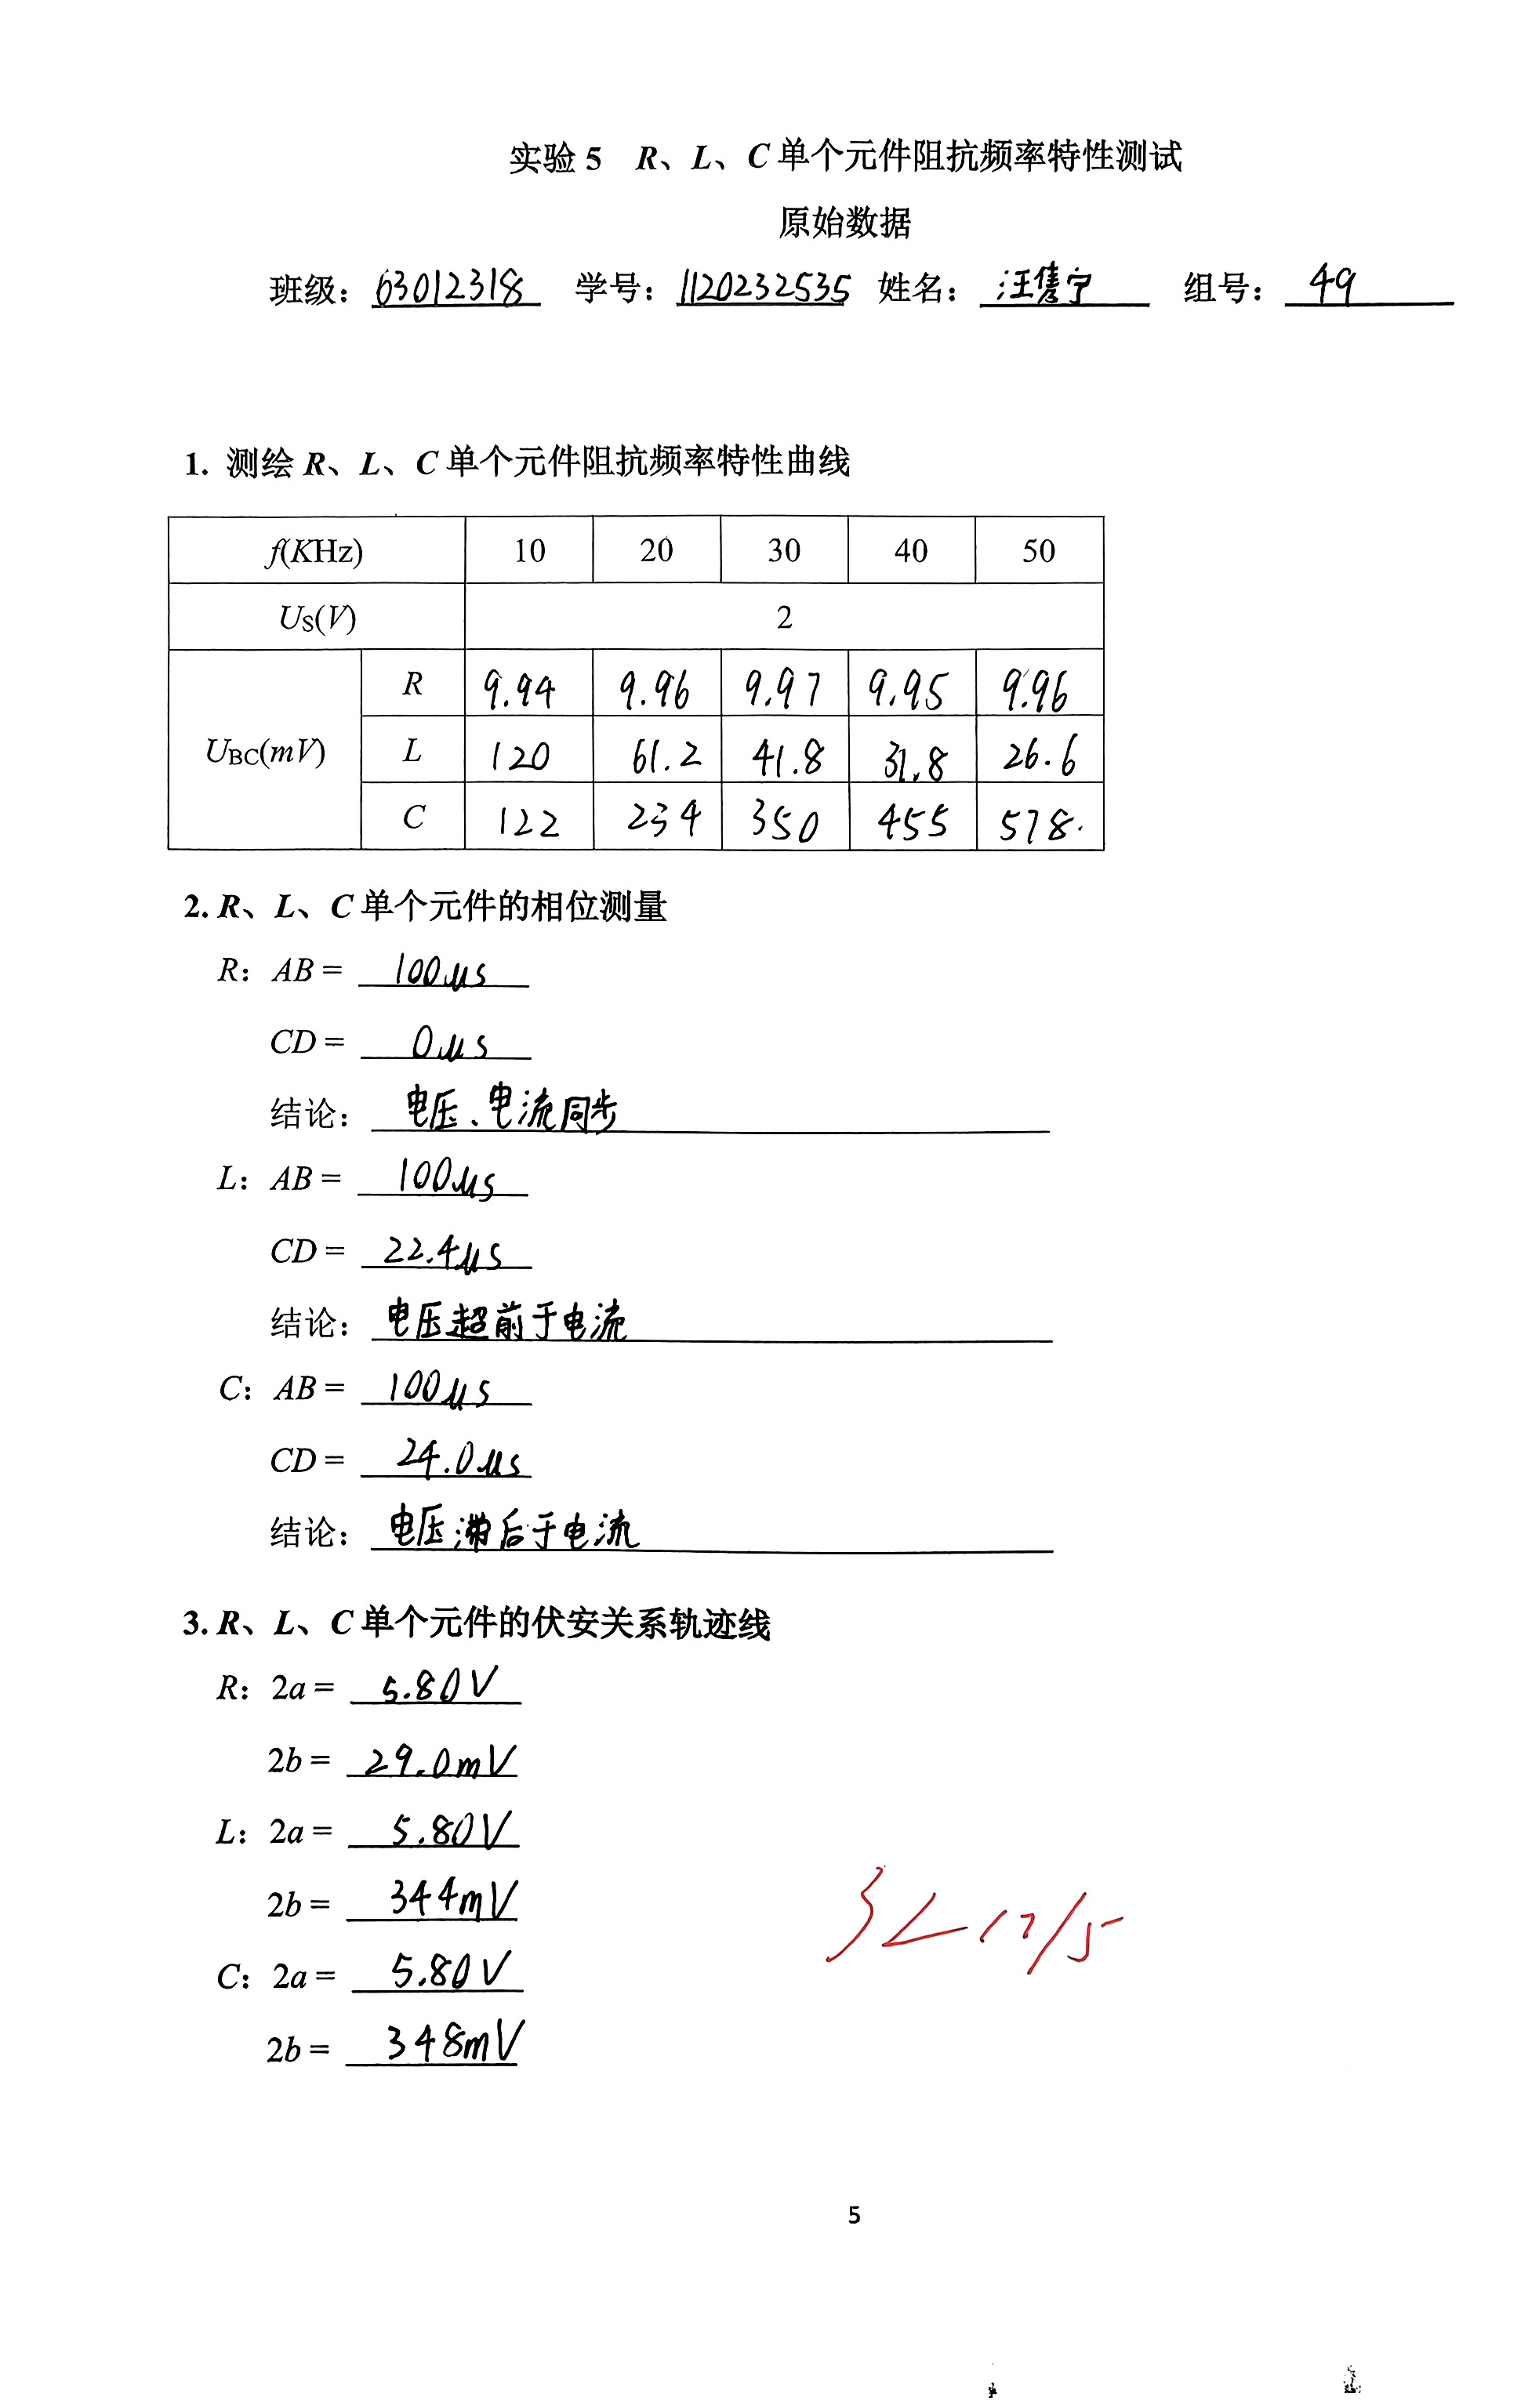 实验 5 R、L、C 单个元件阻抗频率特性测试
原始数据
班级：63012318 学号：1120232535 姓名：汪隽宁 组号：49
1. 测绘 R、L、C 单个元件阻抗频率特性曲线
f(KHz) 10 20 30 40 50
US(V) 2
R 9.94 9.96 9.97 9.95 9.96
UBC(mV) L 120 61.2 41.8 31.8 26.6
C 122 234 350 455 578.
2. R、L、C 单个元件的相位测量
R：AB = 100μs
CD = 0μs
结论：电压、电流同步
L：AB = 100μs
CD = 22.4μs
结论：电压超前于电流
C：AB = 100μs
CD = 24.0μs
结论：电压滞后于电流
3. R、L、C 单个元件的伏安关系轨迹线
R：2a = 5.80V
2b = 29.0mV
L：2a = 5.80V
2b = 344mV
C：2a = 5.80V
2b = 348mV
5